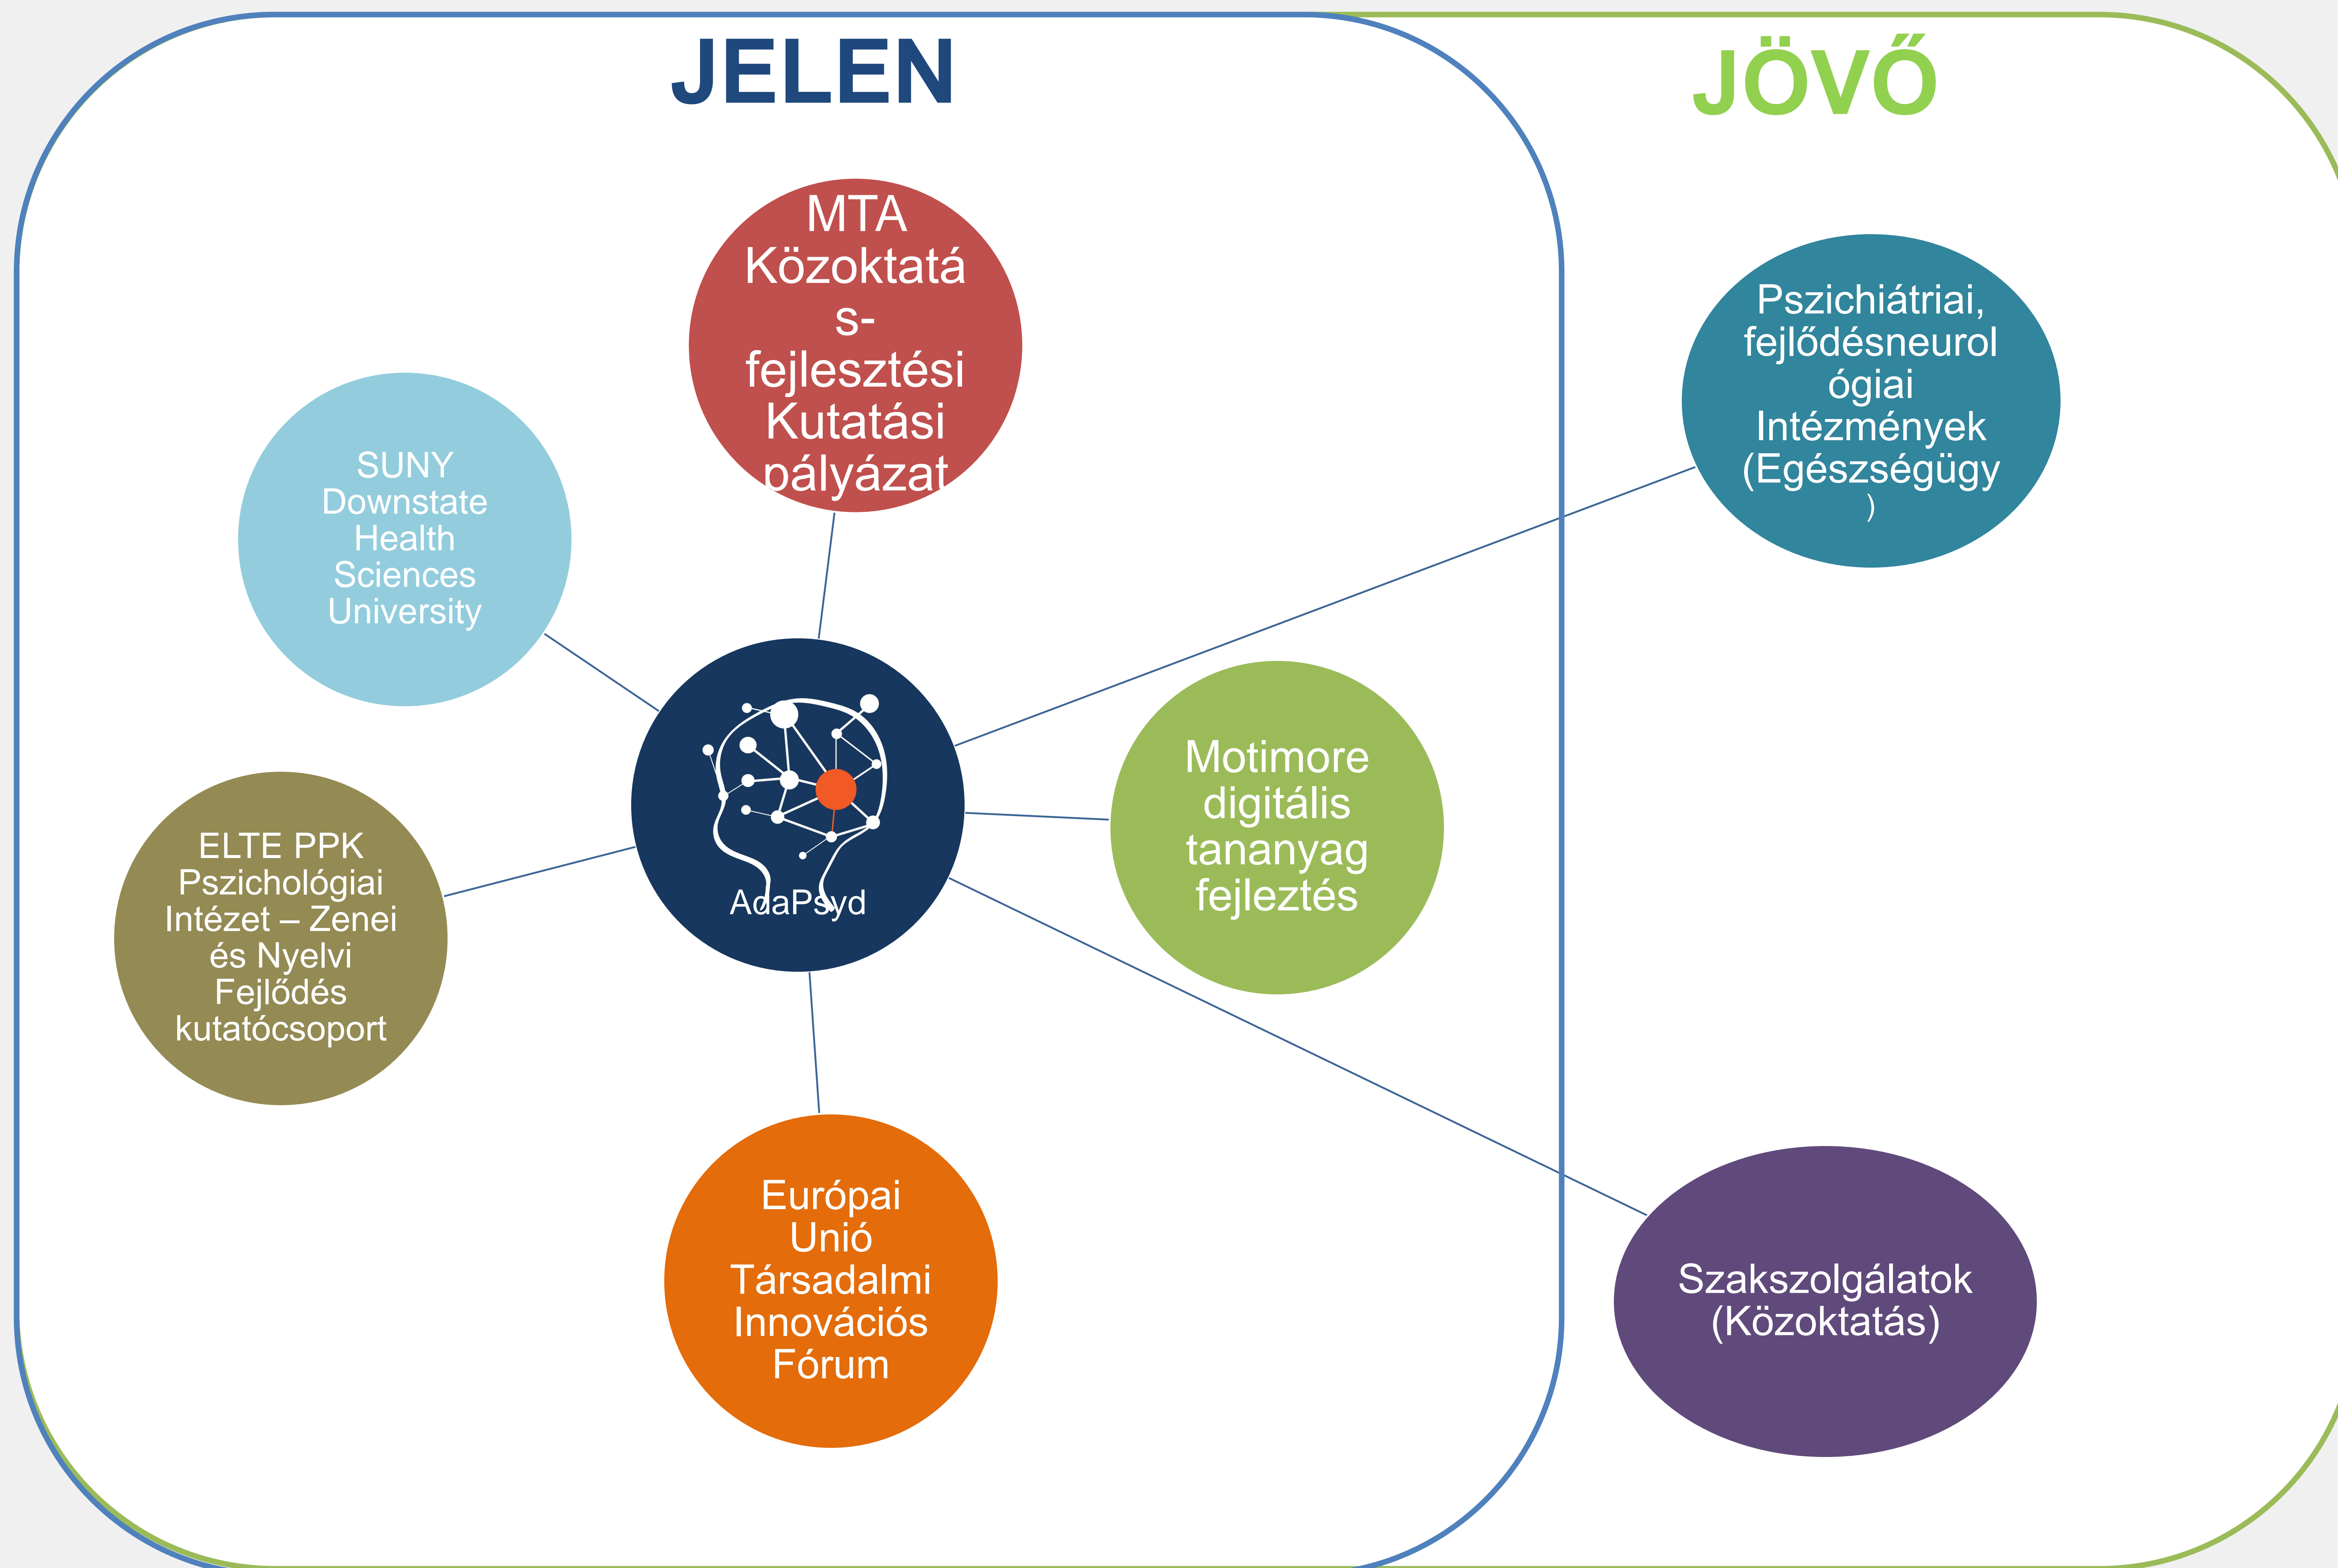 JELEN
JÖVŐ
MTA
Közoktatá
s-
fejlesztési
Kutatási
pályázat
Pszichiátriai,
fejlődésneurol
ógiai
Intézmények
(Egészségügy
)
SUNY
Downstate
Health
Sciences
University
AdaPsyd
Motimore
digitális
tananyag
fejleztés
ELTE PPK
Pszichológiai
Intézet – Zenei
és Nyelvi
Fejlődés
kutatócsoport
Európai
Unió
Társadalmi
Innovációs
Fórum
Szakszolgálatok
(Közoktatás)